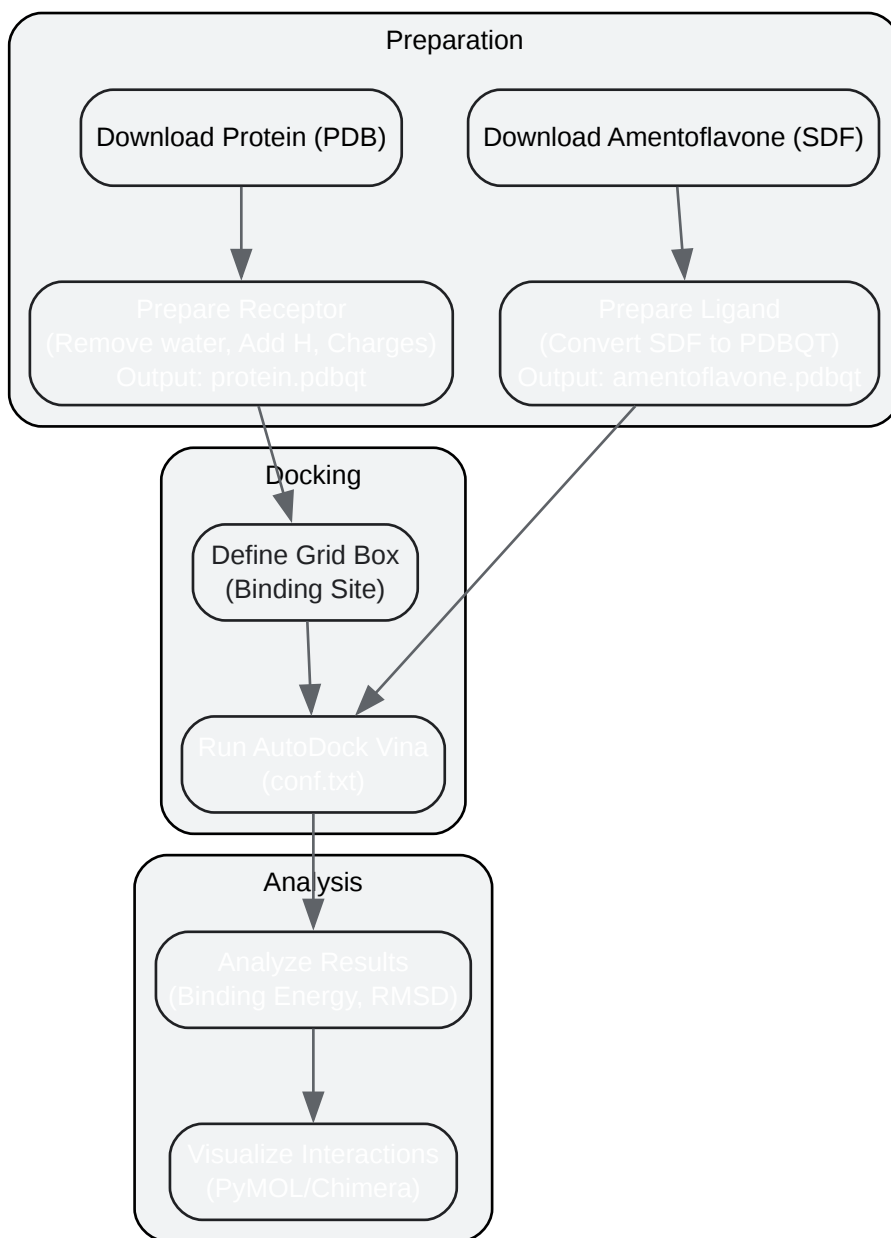 Preparation
Download Protein (PDB)
Download Amentoflavone (SDF)
Prepare Receptor
(Remove water, Add H, Charges)
Output: protein.pdbqt
Prepare Ligand
(Convert SDF to PDBQT)
Output: amentoflavone.pdbqt
Docking
Define Grid Box
(Binding Site)
Run AutoDock Vina
(conf.txt)
Analysis
Analyze Results
(Binding Energy, RMSD)
Visualize Interactions
(PyMOL/Chimera)